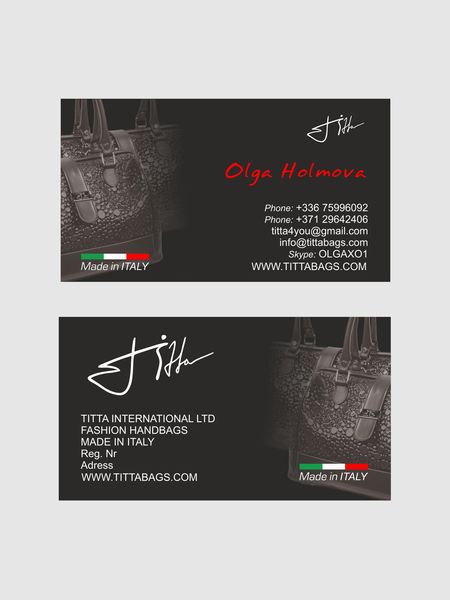 Titta
Olga Holmova
Phone: +336 75996092
Phone: +371 29642406
titta4you@gmail.com
info@tittabags.com
Skype: OLGAXO1
WWW.TITTABAGS.COM
Made in ITALY
Titta
TITTA INTERNATIONAL LTD
FASHION HANDBAGS
MADE IN ITALY
Reg. Nr
Adress
WWW.TITTABAGS.COM
Made in ITALY